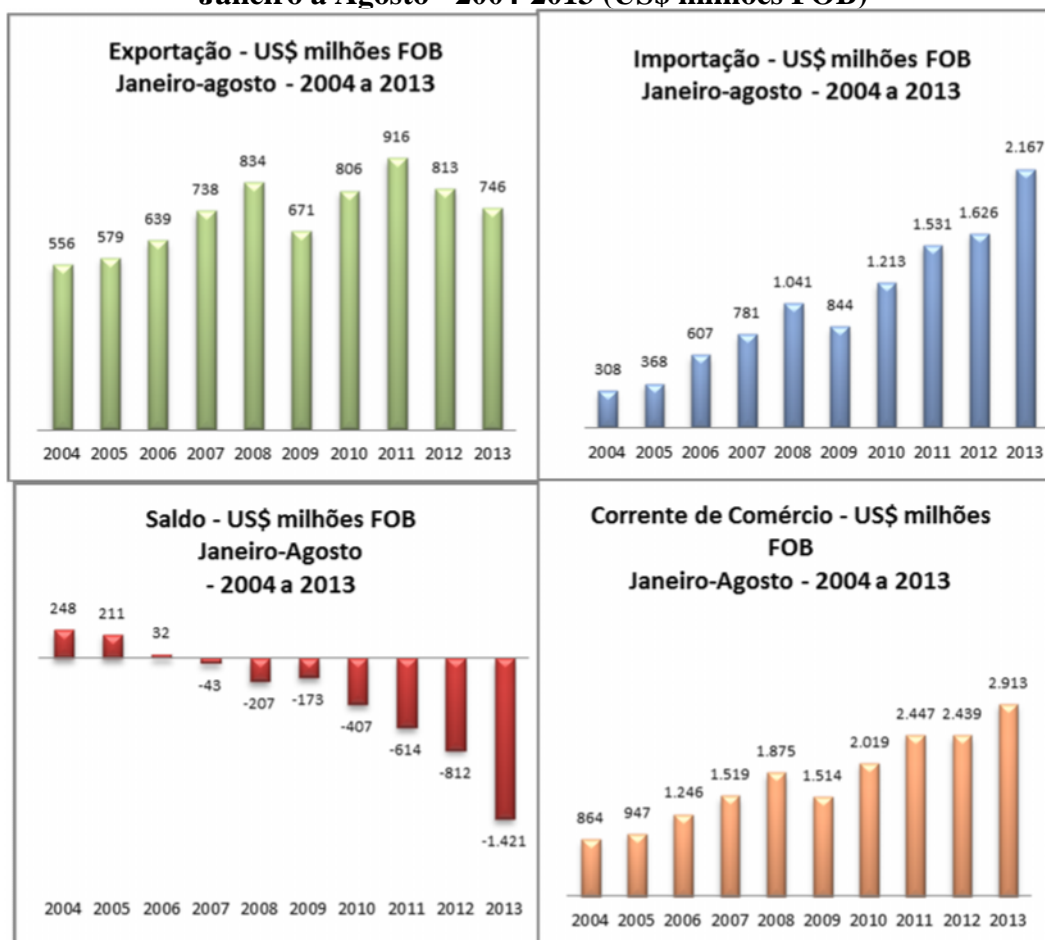 Janeiro a Agosto - 2004-2013 (US$ milhões FOB)
Exportação - US$ milhões FOB
Janeiro-agosto - 2004 a 2013
556 579 639 738 834 671 806 916 813 746
2004 2005 2006 2007 2008 2009 2010 2011 2012 2013
Importação - US$ milhões FOB
Janeiro-agosto - 2004 a 2013
308 368 607 781 1.041 844 1.213 1.531 1.626 2.167
2004 2005 2006 2007 2008 2009 2010 2011 2012 2013
Saldo - US$ milhões FOB
Janeiro-Agosto
- 2004 a 2013
248 211 32 -43 -207 -173 -407 -614 -812 -1.421
2004 2005 2006 2007 2008 2009 2010 2011 2012 2013
Corrente de Comércio - US$ milhões
FOB
Janeiro-Agosto - 2004 a 2013
864 947 1.246 1.519 1.875 1.514 2.019 2.447 2.439 2.913
2004 2005 2006 2007 2008 2009 2010 2011 2012 2013